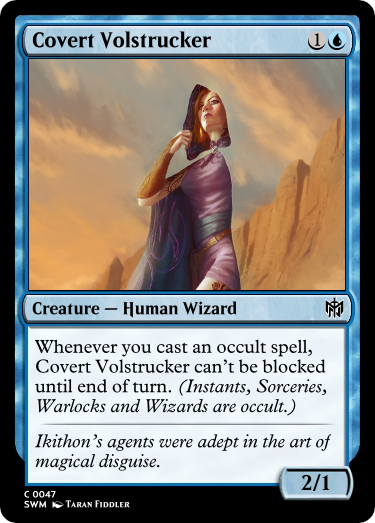 Covert Volstrucker
1
Creature — Human Wizard
Whenever you cast an occult spell,
Covert Volstrucker can't be blocked
until end of turn. (Instants, Sorceries,
Warlocks and Wizards are occult.)
Ikithon's agents were adept in the art of
magical disguise.
2/1
C 0047
SWM Taran Fiddler